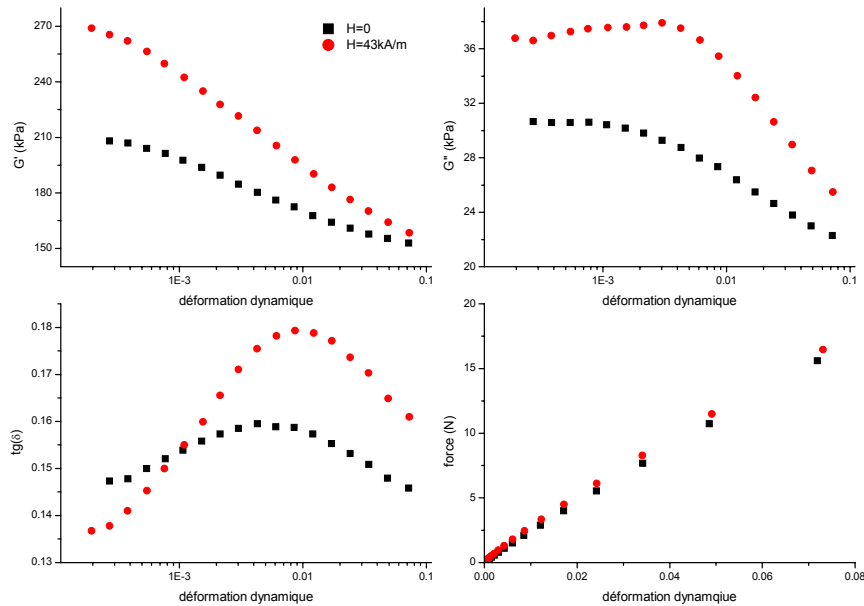 270
240
210
180
150
G' (kPa)
H=0
H=43kA/m
1E-3
0.01
0.1
déformation dynamique
40
36
32
28
24
20
G'' (kPa)
1E-3
0.01
0.1
déformation dynamique
0.18
0.17
0.16
0.15
0.14
0.13
tg(δ)
1E-3
0.01
0.1
déformation dynamique
20
15
10
5
0
force (N)
0.00
0.02
0.04
0.06
0.08
déformation dynamqiue